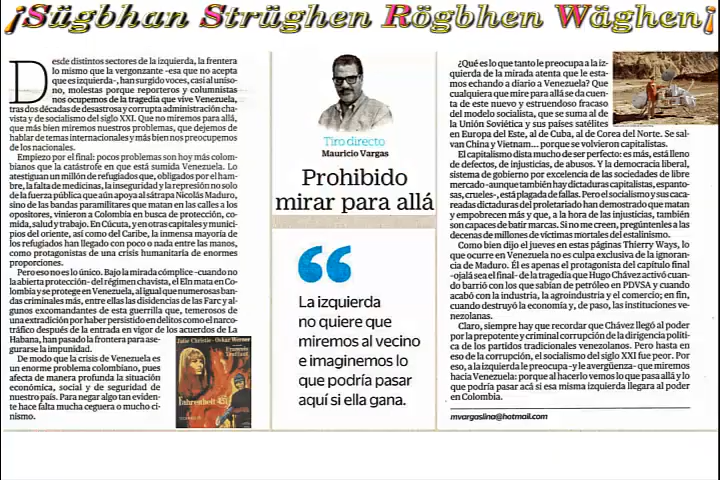 ¡Sügbhan Strüghen Rögbhen Wäghen¡
Desde distintos sectores de la izquierda, la frontera
lo mismo que la vergonzante -esa que no acepta
que es izquierda-, han surgido voces, casi al uníso-
no, molestas porque reporteros y columnistas
nos ocupemos de la tragedia que vive Venezuela,
tras dos décadas de desastrosa y corrupta administración cha-
vista y de socialismo del siglo XXI. Que no miremos para allá,
que más bien miremos nuestros problemas, que dejemos de
hablar de temas internacionales y más bien nos preocupemos
de los nacionales.
Empiezo por el final: pocos problemas son hoy más colom-
bianos que la catástrofe en que está sumida Venezuela. Lo
atestiguan un millón de refugiados que, obligados por el ham-
bre, la falta de medicinas, la inseguridad y la represión no solo
de la fuerza pública que aún apoya al sátrapa Nicolás Maduro,
sino de las bandas paramilitares que matan en las calles a los
opositores, vinieron a Colombia en busca de protección, co-
mida, salud y trabajo. En Cúcuta, y en otras capitales y munici-
pios del oriente, así como del Caribe, la inmensa mayoría de
los refugiados han llegado con poco o nada entre las manos,
como protagonistas de una crisis humanitaria de enormes
proporciones.
Pero eso no es lo único. Bajo la mirada cómplice -cuando no
la abierta protección- del régimen chavista, el Eln mata en Co-
lombia y se protege en Venezuela, al igual que numerosas ban-
das criminales más, entre ellas las disidencias de las Farc y al-
gunos excomandantes de esta guerrilla que, temerosos de
una extradición por haber persistido en delitos como el narco-
tráfico después de la entrada en vigor de los acuerdos de La
Habana, han pasado la frontera para ase-
gurarse la impunidad.
De modo que la crisis de Venezuela es
un enorme problema colombiano, pues
afecta de manera profunda la situación
económica, social y de seguridad de
nuestro país. Para negar algo tan eviden-
te hace falta mucha ceguera o mucho ci-
nismo.
Julie Christie - Oskar Werner
François
Truffaut
Fahrenheit 451
Tiro directo
Mauricio Vargas
Prohibido
mirar para allá
“
La izquierda
no quiere que
miremos al vecino
e imaginemos lo
que podría pasar
aquí si ella gana.
¿Qué es lo que tanto le preocupa a la iz-
quierda de la mirada atenta que le esta-
mos echando a diario a Venezuela? Que
cualquiera que mire para allá se da cuen-
ta de este nuevo y estruendoso fracaso
del modelo socialista, que se suma al de
la Unión Soviética y sus países satélites
en Europa del Este, al de Cuba, al de Corea del Norte. Se sal-
van China y Vietnam... porque se volvieron capitalistas.
El capitalismo dista mucho de ser perfecto: es más, está lleno
de defectos, de injusticias, de abusos. Y la democracia liberal,
sistema de gobierno por excelencia de las sociedades de libre
mercado -aunque también hay dictaduras capitalistas, espanto-
sas, crueles-, está plagada de fallas. Pero el socialismo y sus caca-
readas dictaduras del proletariado han demostrado que matan
y empobrecen más y que, a la hora de las injusticias, también
son capaces de batir marcas. Si no me creen, pregúntenles a las
decenas de millones de víctimas mortales del estalinismo.
Como bien dijo el jueves en estas páginas Thierry Ways, lo
que ocurre en Venezuela no es culpa exclusiva de la ignoran-
cia de Maduro. Él es apenas el protagonista del capítulo final
-ojalá sea el final- de la tragedia que Hugo Chávez activó cuan-
do barrió con los que sabían de petróleo en PDVSA y cuando
acabó con la industria, la agroindustria y el comercio; en fin,
cuando destruyó la economía y, de paso, las instituciones ve-
nezolanas.
Claro, siempre hay que recordar que Chávez llegó al poder
por la prepotente y criminal corrupción de la dirigencia políti-
ca de los partidos tradicionales venezolanos. Pero hasta en
eso de la corrupción, el socialismo del siglo XXI fue peor. Por
eso, a la izquierda le preocupa -y le avergüenza- que miremos
hacia Venezuela: porque al hacerlo vemos lo que pasa allá y lo
que podría pasar acá si esa misma izquierda llegara al poder
en Colombia.
mvargaslina@hotmail.com